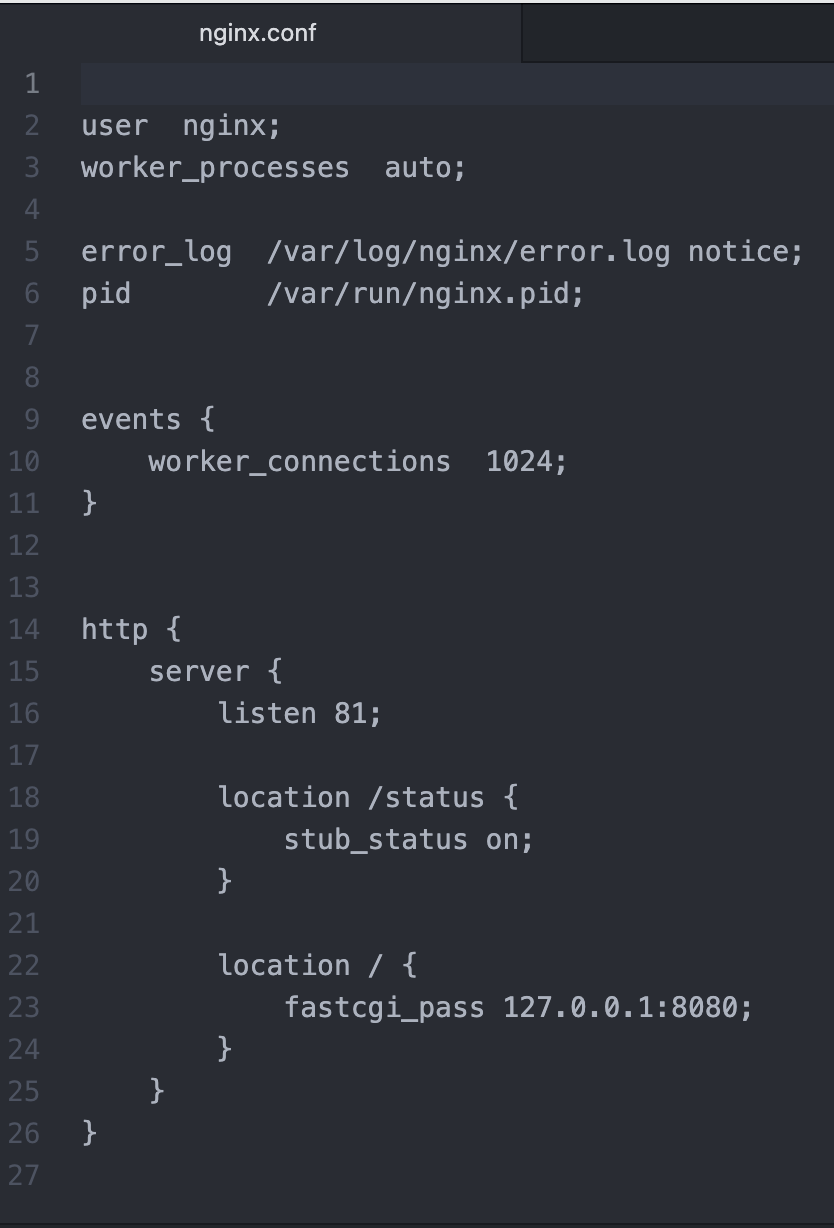 nginx.conf
1
2 user  nginx;
3 worker_processes  auto;
4
5 error_log  /var/log/nginx/error.log notice;
6 pid        /var/run/nginx.pid;
7
8
9 events {
10     worker_connections  1024;
11 }
12
13
14 http {
15     server {
16         listen 81;
17
18         location /status {
19             stub_status on;
20         }
21
22         location / {
23             fastcgi_pass 127.0.0.1:8080;
24         }
25     }
26 }
27